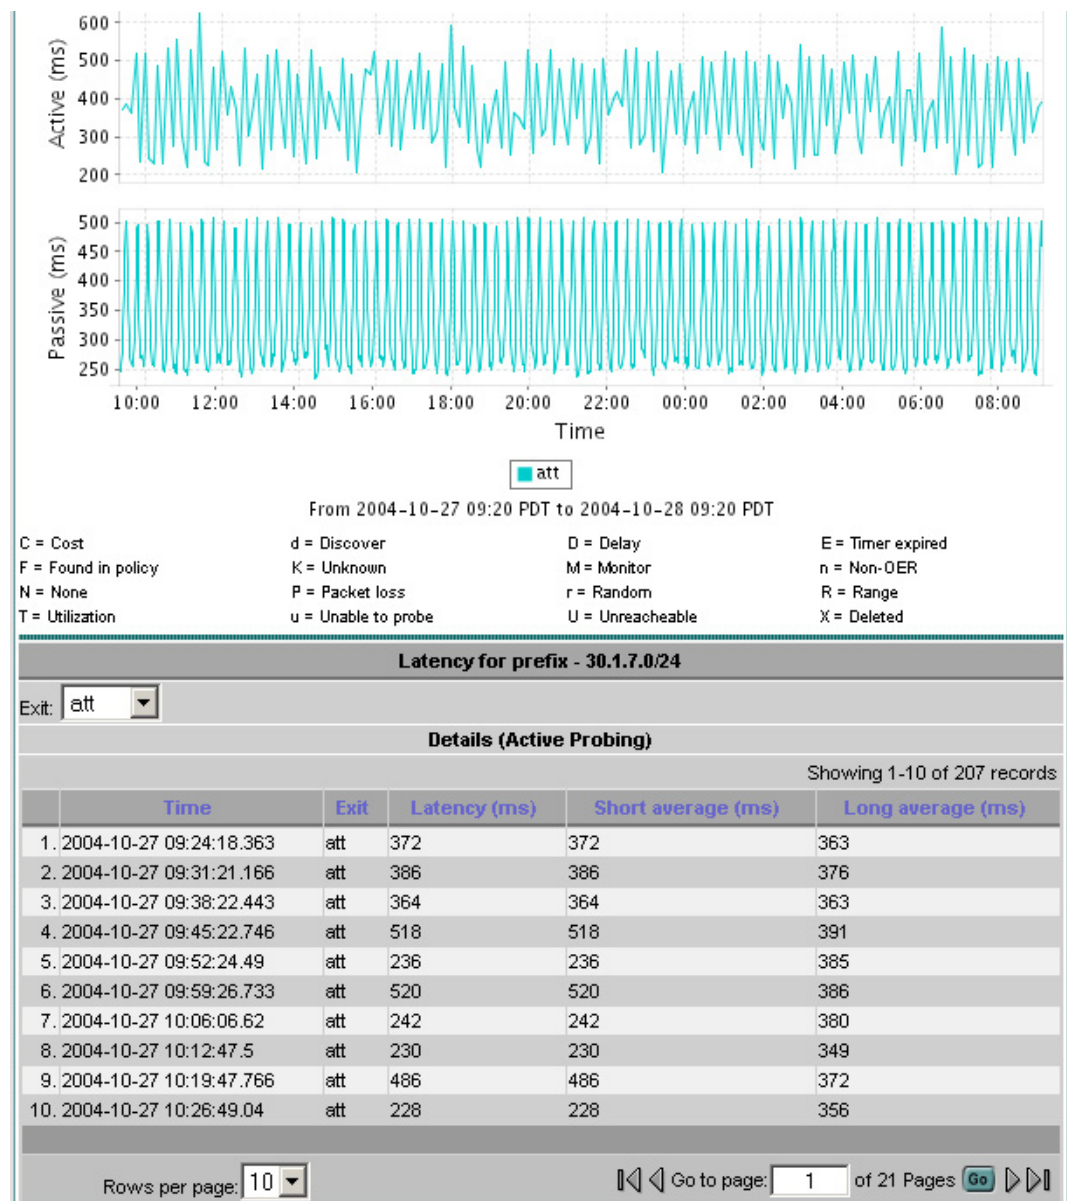 600
500
400
300
200
Active (ms)
500
450
400
350
300
250
Passive (ms)
10:00 12:00 14:00 16:00 18:00 20:00 22:00 00:00 02:00 04:00 06:00 08:00
Time
att
From 2004-10-27 09:20 PDT to 2004-10-28 09:20 PDT
C = Cost d = Discover D = Delay E = Timer expired
F = Found in policy K = Unknown M = Monitor n = Non-OER
N = None P = Packet loss r = Random R = Range
T = Utilization u = Unable to probe U = Unreacheable X = Deleted
Latency for prefix - 30.1.7.0/24
Exit: att
Details (Active Probing)
Showing 1-10 of 207 records
Time Exit Latency (ms) Short average (ms) Long average (ms)
1. 2004-10-27 09:24:18.363 att 372 372 363
2. 2004-10-27 09:31:21.166 att 386 386 376
3. 2004-10-27 09:38:22.443 att 364 364 363
4. 2004-10-27 09:45:22.746 att 518 518 391
5. 2004-10-27 09:52:24.49 att 236 236 385
6. 2004-10-27 09:59:26.733 att 520 520 386
7. 2004-10-27 10:06:06.62 att 242 242 380
8. 2004-10-27 10:12:47.5 att 230 230 349
9. 2004-10-27 10:19:47.766 att 486 486 372
10. 2004-10-27 10:26:49.04 att 228 228 356
Rows per page: 10 Go to page: 1 of 21 Pages Go